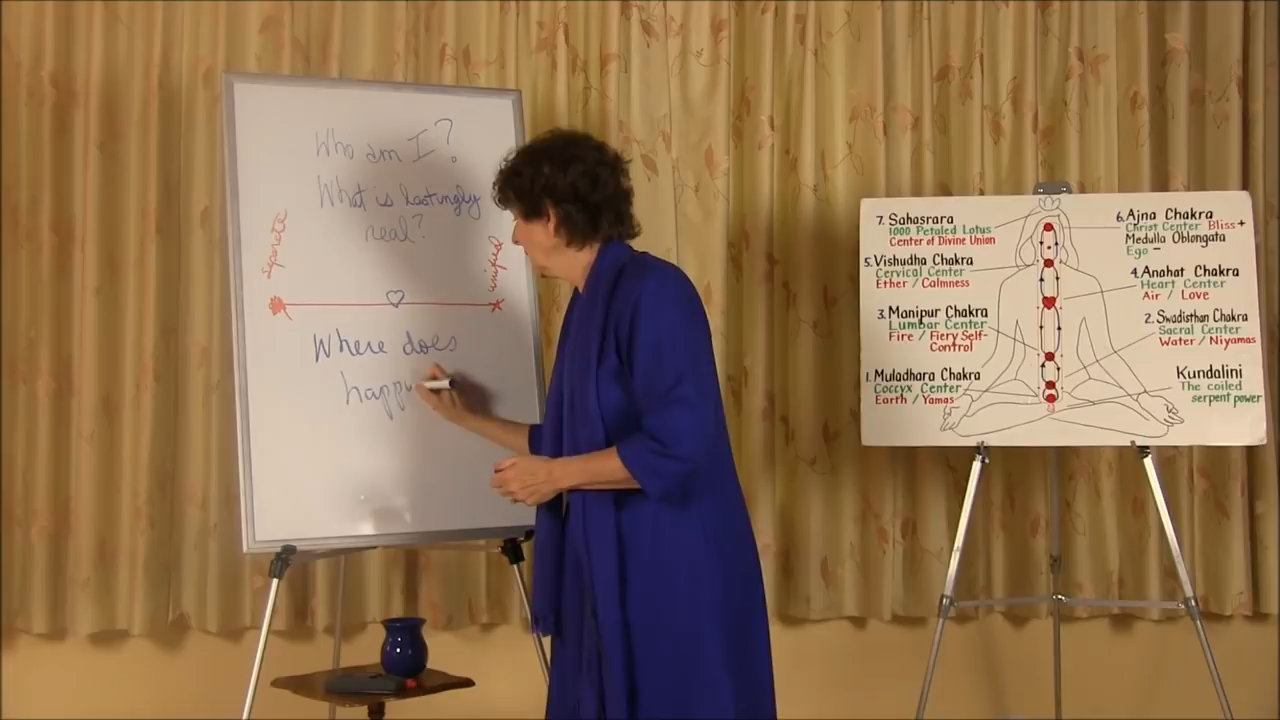 Who am I?
What is lastingly
real?
separate
unified
Where does
happy
7. Sahasrara
1000 Petaled Lotus
Center of Divine Union
5. Vishudha Chakra
Cervical Center
Ether / Calmness
3. Manipur Chakra
Lumbar Center
Fire / Fiery Self-
Control
1. Muladhara Chakra
Coccyx Center
Earth / Yamas
6. Ajna Chakra
Christ Center Bliss +
Medulla Oblongata
Ego -
4. Anahat Chakra
Heart Center
Air / Love
2. Swadisthan Chakra
Sacral Center
Water / Niyamas
Kundalini
The coiled
serpent power